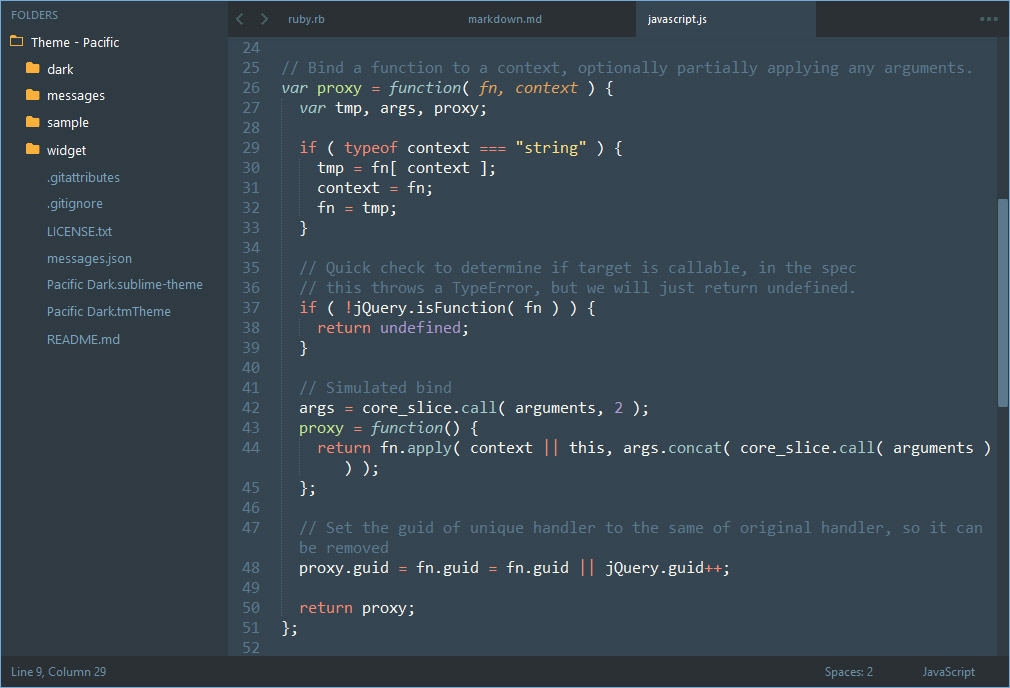 FOLDERS
Theme - Pacific
dark
messages
sample
widget
.gitattributes
.gitignore
LICENSE.txt
messages.json
Pacific Dark.sublime-theme
Pacific Dark.tmTheme
README.md
ruby.rb
markdown.md
javascript.js
24
25 // Bind a function to a context, optionally partially applying any arguments.
26 var proxy = function( fn, context ) {
27 var tmp, args, proxy;
28
29 if ( typeof context === "string" ) {
30 tmp = fn[ context ];
31 context = fn;
32 fn = tmp;
33 }
34
35 // Quick check to determine if target is callable, in the spec
36 // this throws a TypeError, but we will just return undefined.
37 if ( !jQuery.isFunction( fn ) ) {
38 return undefined;
39 }
40
41 // Simulated bind
42 args = core_slice.call( arguments, 2 );
43 proxy = function() {
44 return fn.apply( context || this, args.concat( core_slice.call( arguments )
) );
45 };
46
47 // Set the guid of unique handler to the same of original handler, so it can
be removed
48 proxy.guid = fn.guid = fn.guid || jQuery.guid++;
49
50 return proxy;
51 };
52
Line 9, Column 29
Spaces: 2
JavaScript